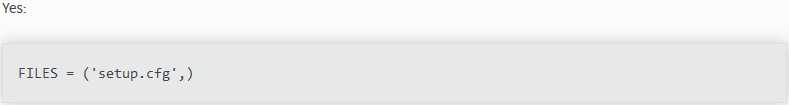 Yes:
FILES = ('setup.cfg',)